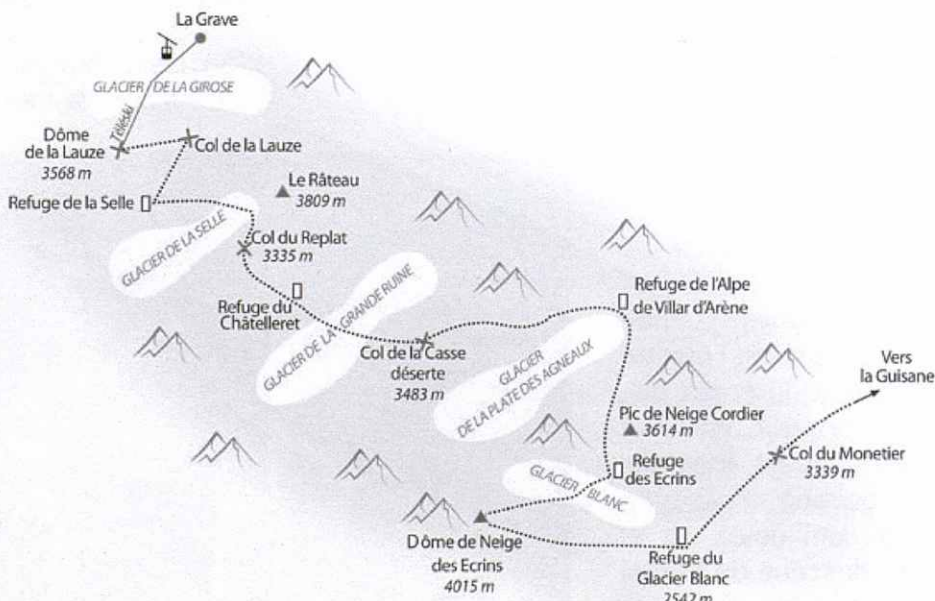 La Grave
GLACIER DE LA GIROSE
Téléski
Dôme
de la Lauze
3568 m
Col de la Lauze
Le Râteau
3809 m
Refuge de la Selle
GLACIER DE LA SELLE
Col du Replat
3335 m
Refuge du
Châtelleret
GLACIER DE LA GRANDE RUINE
Refuge de l'Alpe
de Villar d'Arène
Col de la Casse
déserte
3483 m
GLACIER
DE LA PLATE DES AGNEAUX
Vers
la Guisane
Pic de Neige Cordier
3614 m
Col du Monetier
3339 m
Refuge
des Ecrins
GLACIER BLANC
Dôme de Neige
des Ecrins
4015 m
Refuge du
Glacier Blanc
2542 m